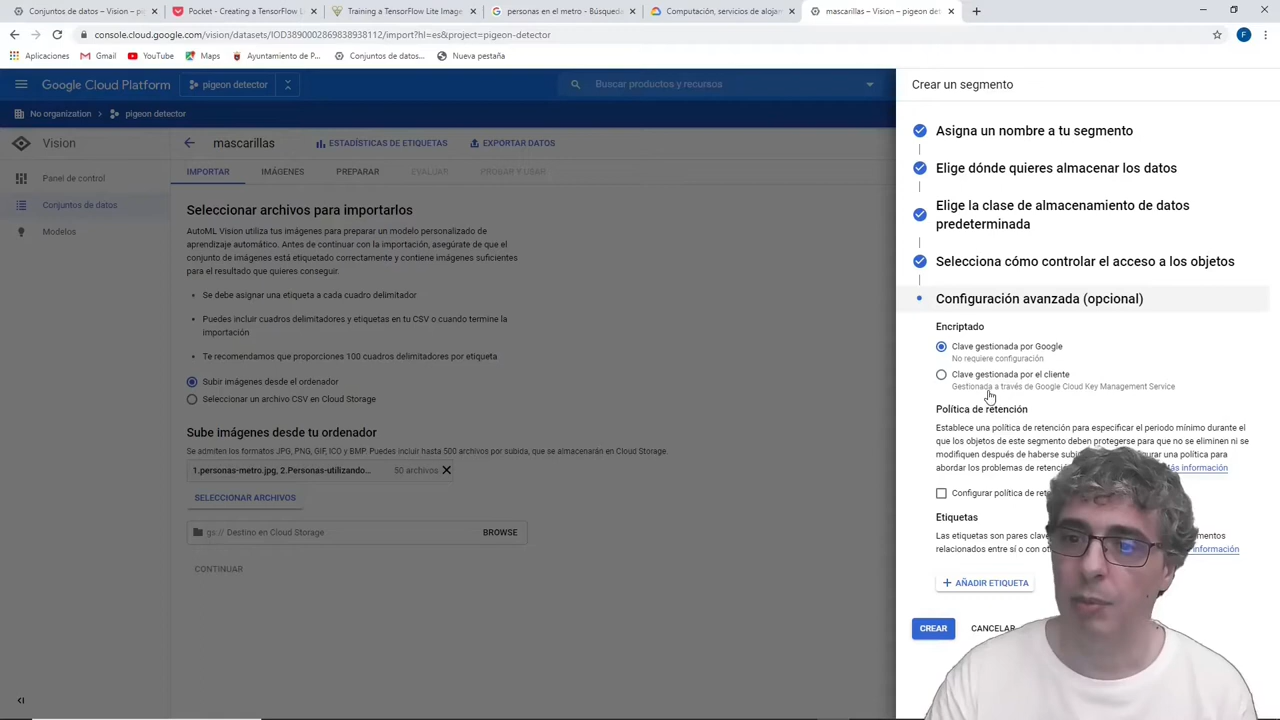 Conjuntos de datos – Vision – pi
Pocket - Creating a TensorFlow L
Training a TensorFlow Lite Image
personas en el metro - Búsqued
Computación, servicios de alojam
mascarillas – Vision – pigeon det
console.cloud.google.com/vision/datasets/IOD3890002869838938112/import?hl=es&project=pigeon-detector
F
Aplicaciones
Gmail
YouTube
Maps
Ayuntamiento de...
Conjuntos de datos...
Nueva pestaña
Google Cloud Platform
pigeon detector
Buscar productos y recursos
No organization
pigeon detector
Vision
Panel de control
Conjuntos de datos
Modelos
mascarillas
ESTADÍSTICAS DE ETIQUETAS
EXPORTAR DATOS
IMPORTAR
IMÁGENES
PREPARAR
EVALUAR
PROBAR Y USAR
Seleccionar archivos para importarlos
AutoML Vision utiliza tus imágenes para preparar un modelo personalizado de
aprendizaje automático. Antes de continuar con la importación, asegúrate de que el
conjunto de imágenes está etiquetado correctamente y contiene imágenes suficientes
para el resultado que quieres conseguir.
Se debe asignar una etiqueta a cada cuadro delimitador
Puedes incluir cuadros delimitadores y etiquetas en tu CSV o cuando termine la
importación
Te recomendamos que proporciones 100 cuadros delimitadores por etiqueta
Subir imágenes desde el ordenador
Seleccionar un archivo CSV en Cloud Storage
Sube imágenes desde tu ordenador
Se admiten los formatos JPG, PNG, GIF, ICO y BMP. Puedes incluir hasta 500 archivos por subida, que se almacenarán en Cloud Storage.
1.personas-metro.jpg, 2.Personas-utilizando...
50 archivos
SELECCIONAR ARCHIVOS
gs:// Destino en Cloud Storage
BROWSE
CONTINUAR
Crear un segmento
Asigna un nombre a tu segmento
Elige dónde quieres almacenar los datos
Elige la clase de almacenamiento de datos
predeterminada
Selecciona cómo controlar el acceso a los objetos
Configuración avanzada (opcional)
Encriptado
Clave gestionada por Google
No requiere configuración
Clave gestionada por el cliente
Gestionada a través de Google Cloud Key Management Service
Política de retención
Establece una política de retención para especificar el periodo mínimo durante el
que los objetos de este segmento deben protegerse para que no se eliminen ni se
modifiquen después de haberse subi urar una política para
abordar los problemas de retenci ás información
Configurar política de rete
Etiquetas
Las etiquetas son pares clave gmentos
relacionados entre sí o con ot información
AÑADIR ETIQUETA
CREAR
CANCELAR